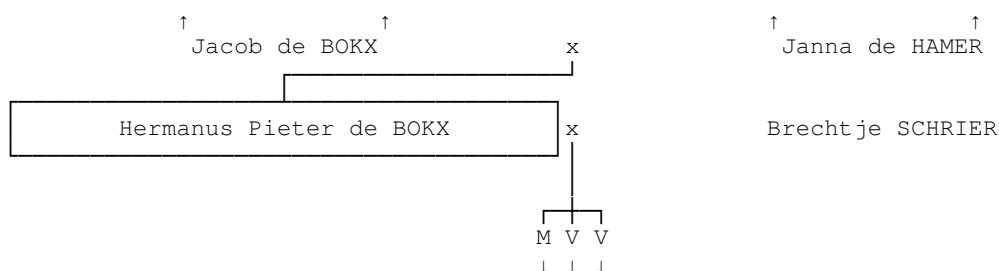 ↑ ↑ ↑ ↑
Jacob de BOKX x Janna de HAMER
Hermanus Pieter de BOKX x Brechtje SCHRIER
M V V